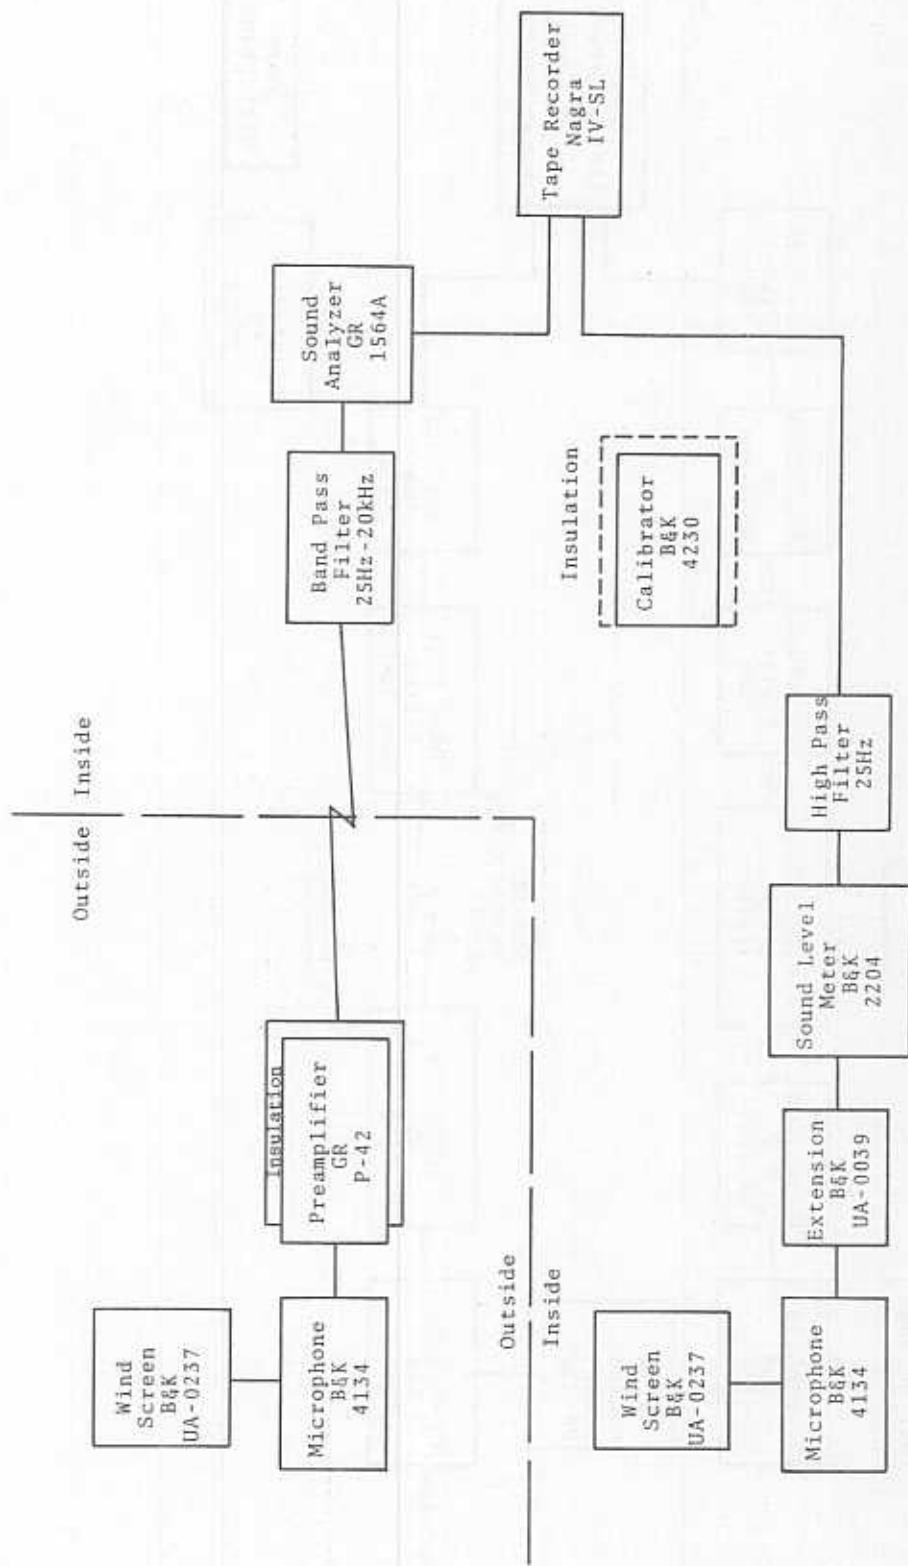 Wind
Screen
B&K
UA-0237
Microphone
B&K
4134
Insulation
Preamplifier
GR
P-42
Outside
Inside
Band Pass
Filter
25Hz-20kHz
Sound
Analyzer
GR
1564A
Tape Recorder
Nagra
IV-SL
Outside
Inside
Wind
Screen
B&K
UA-0237
Microphone
B&K
4134
Extension
B&K
UA-0039
Sound Level
Meter
B&K
2204
High Pass
Filter
25Hz
Insulation
Calibrator
B&K
4230